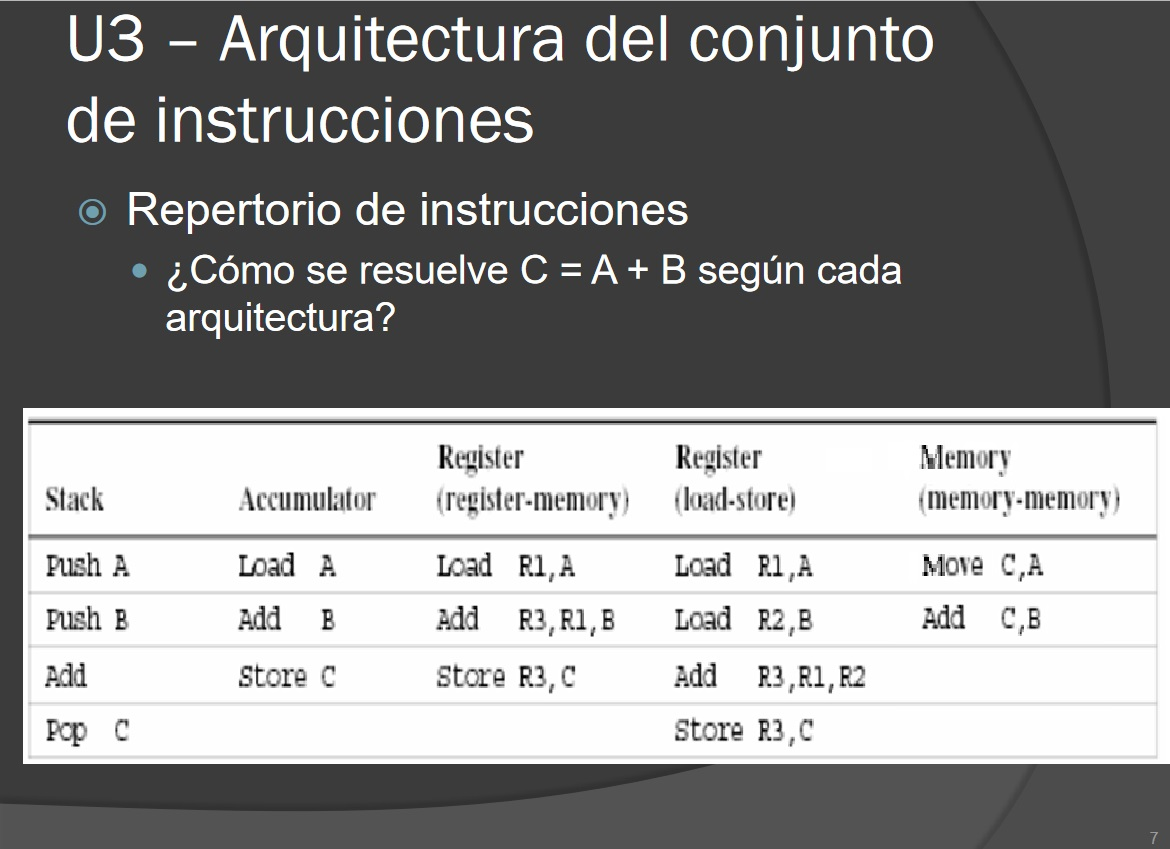 U3 – Arquitectura del conjunto
de instrucciones
Repertorio de instrucciones
¿Cómo se resuelve C = A + B según cada
arquitectura?
Stack Accumulator Register (register-memory) Register (load-store) Memory (memory-memory)
Push A Load A Load R1,A Load R1,A Move C,A
Push B Add B Add R3,R1,B Load R2,B Add C,B
Add Store C Store R3,C Add R3,R1,R2
Pop C Store R3,C
7